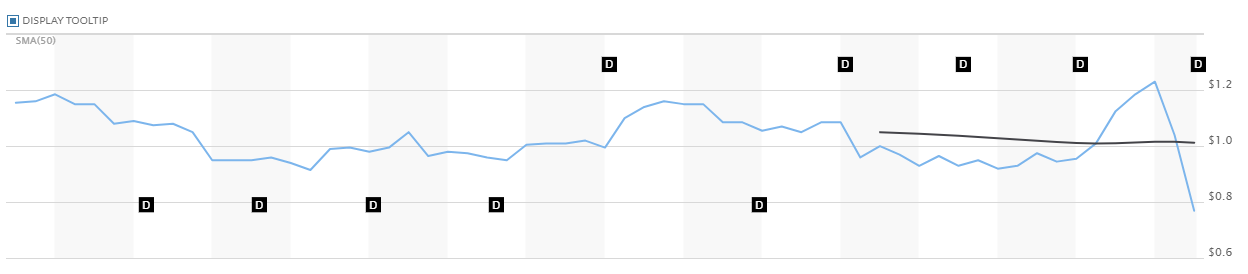 DISPLAY TOOLTIP
SMA(50)
D D D D D
$1.2
$1.0
$0.8
D D D D D
$0.6